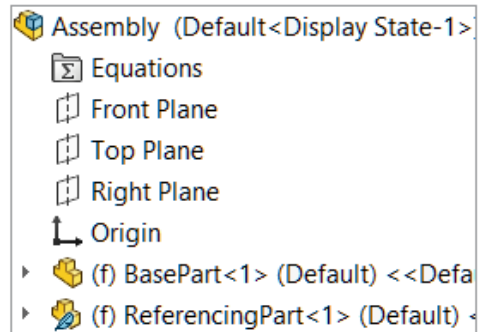 Assembly (Default<Display State-1>
Equations
Front Plane
Top Plane
Right Plane
Origin
(f) BasePart<1> (Default) <<Defa
(f) ReferencingPart<1> (Default) <